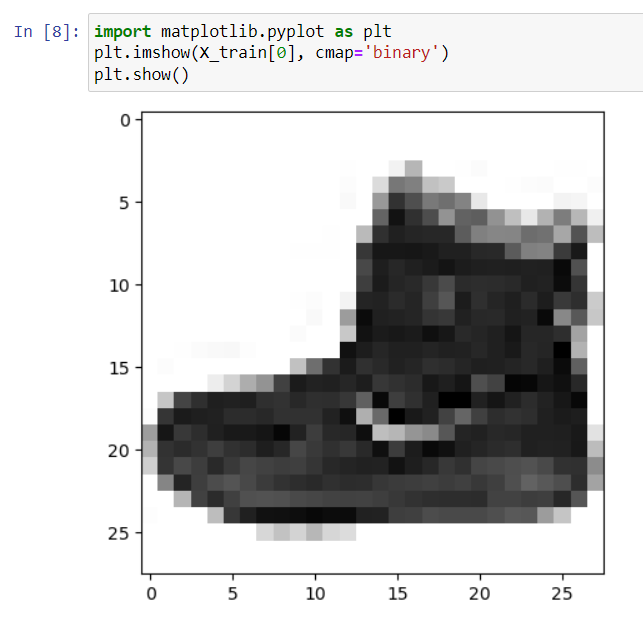 In [8]: import matplotlib.pyplot as plt
plt.imshow(X_train[0], cmap='binary')
plt.show()
0
5
10
15
20
25
0 5 10 15 20 25